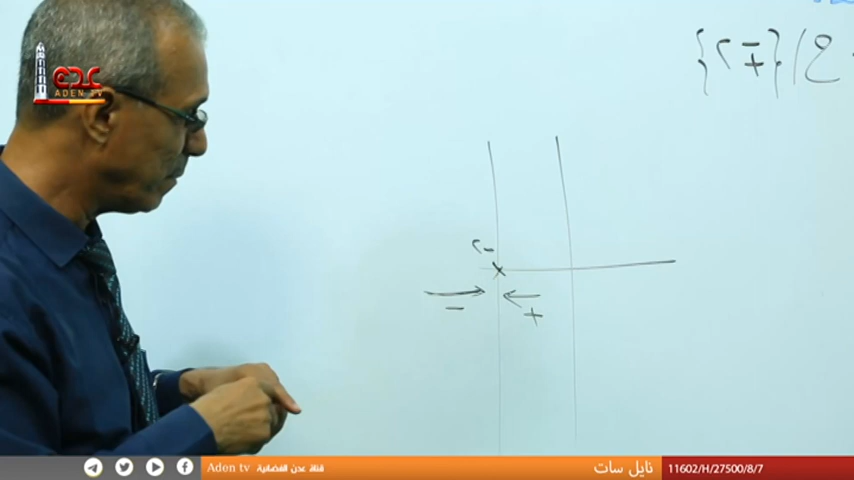 عدن
ADEN TV
ح / {٢ ∓}
٢-
×
→ ←
- +
Aden tv قناة عدن الفضائية نايل سات 11602/H/27500/8/7